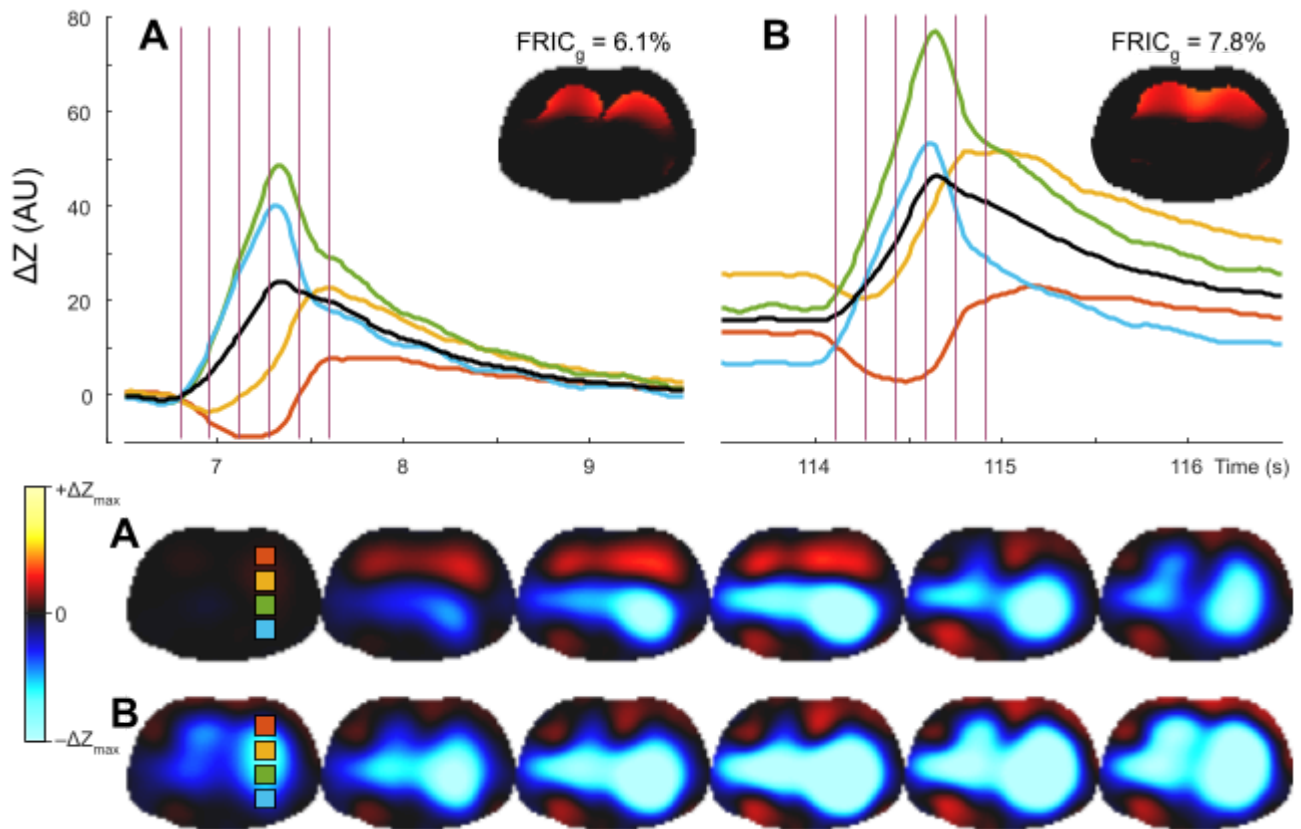 80
60
40
20
0
ΔZ (AU)
A
FRICg = 6.1%
B
FRICg = 7.8%
7
8
9
114
115
116
Time (s)
+ΔZmax
0
−ΔZmax
A
B